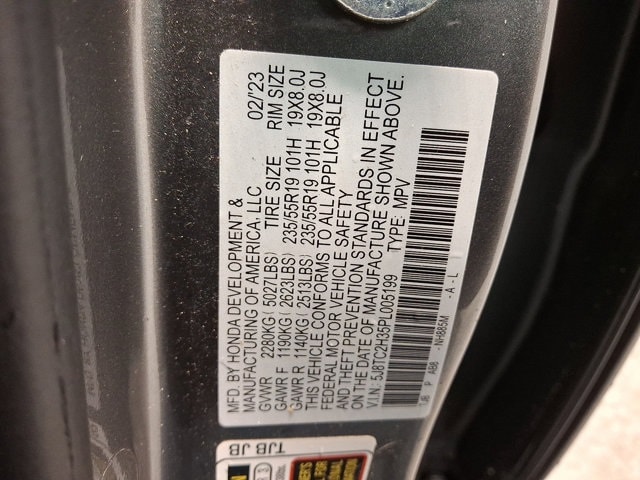 MFD. BY HONDA DEVELOPMENT & 02/'23
MANUFACTURING OF AMERICA, LLC
GVWR 2280KG ( 5027LBS) TIRE SIZE RIM SIZE
GAWR F 1190KG ( 2623LBS) 235/55R19 101H 19X8.0J
GAWR R 1140KG ( 2513LBS) 235/55R19 101H 19X8.0J
THIS VEHICLE CONFORMS TO ALL APPLICABLE
FEDERAL MOTOR VEHICLE SAFETY
AND THEFT PREVENTION STANDARDS IN EFFECT
ON THE DATE OF MANUFACTURE SHOWN ABOVE.
V.I.N.: 5J8TC2H35PL005199 TYPE: MPV
TJB P AB8 - NH885M - A - L
TJB JB